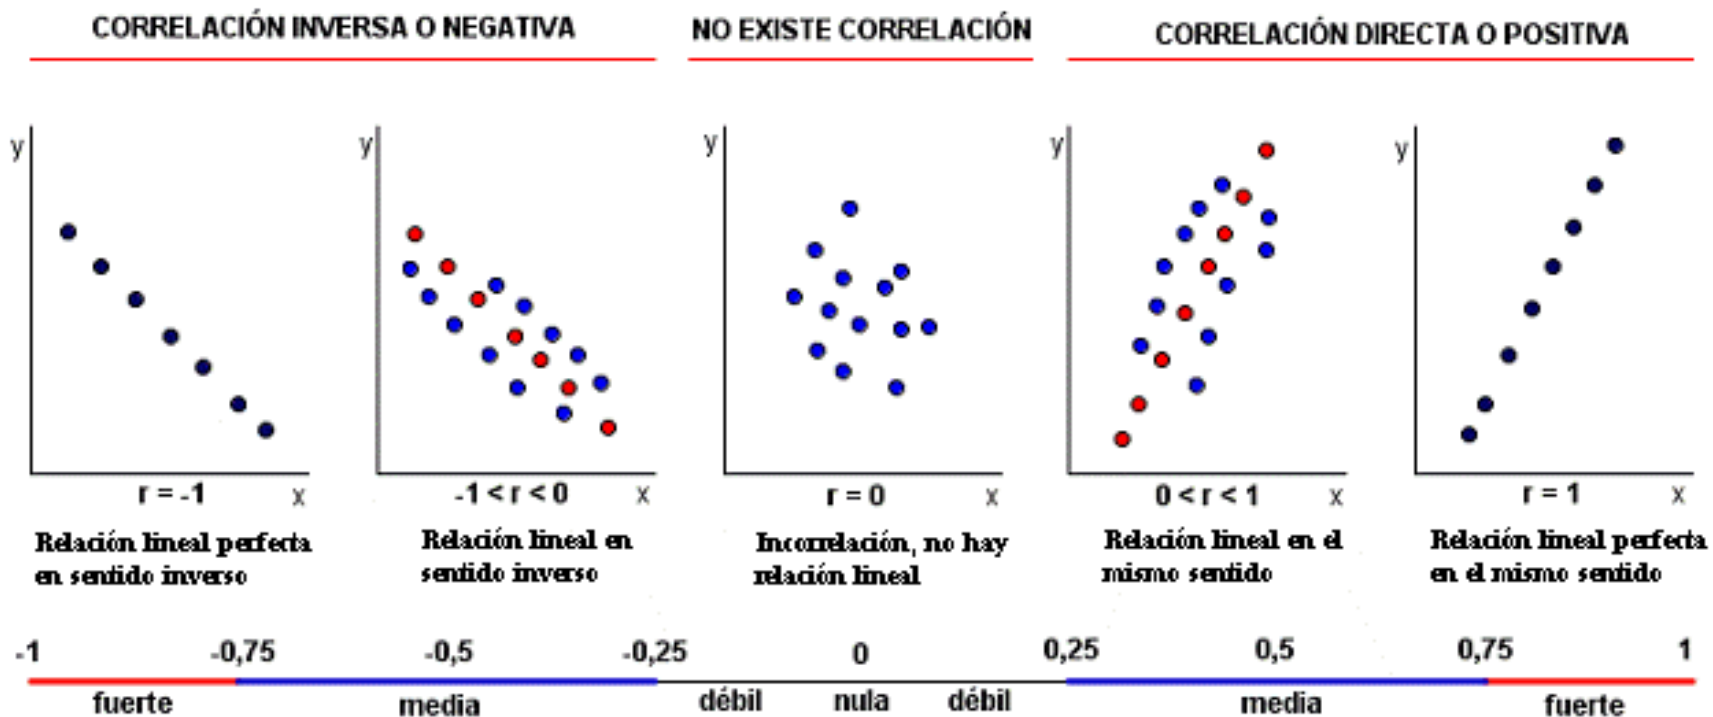 CORRELACIÓN INVERSA O NEGATIVA
NO EXISTE CORRELACIÓN
CORRELACIÓN DIRECTA O POSITIVA
y
y
y
y
y
r = -1 x
-1 < r < 0 x
r = 0 x
0 < r < 1 x
r = 1 x
Relación lineal perfecta
en sentido inverso
Relación lineal en
sentido inverso
Incorrelación, no hay
relación lineal
Relación lineal en el
mismo sentido
Relación lineal perfecta
en el mismo sentido
-1 -0,75 -0,5 -0,25 0 0,25 0,5 0,75 1
fuerte media débil nula débil media fuerte